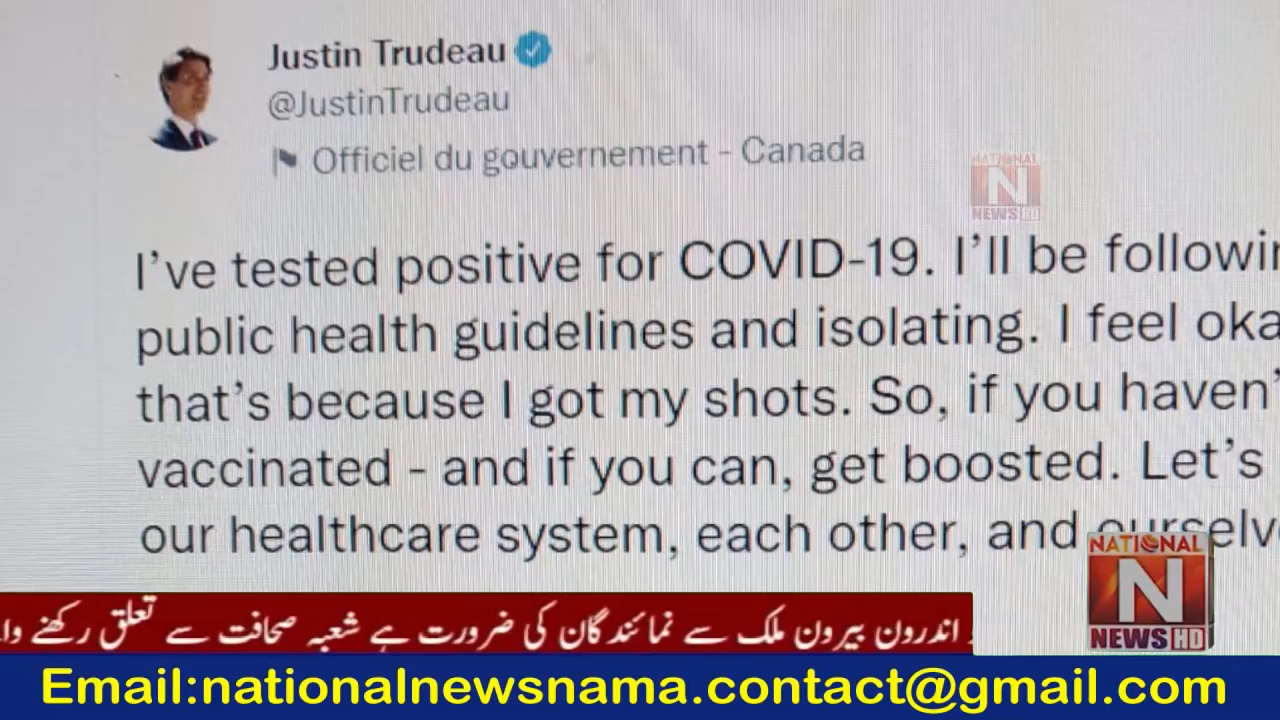 Justin Trudeau
@JustinTrudeau
Officiel du gouvernement - Canada
NATIONAL
N
NEWS HD
I've tested positive for COVID-19. I'll be followin
public health guidelines and isolating. I feel oka
that's because I got my shots. So, if you haven'
vaccinated - and if you can, get boosted. Let's
our healthcare system, each other, and ourselve
NATIONAL
N
NEWS HD
اندرون بیرون ملک سے نمائندگان کی ضرورت ہے شعبہ صحافت سے تعلق رکھنے وا
Email:nationalnewsnama.contact@gmail.com